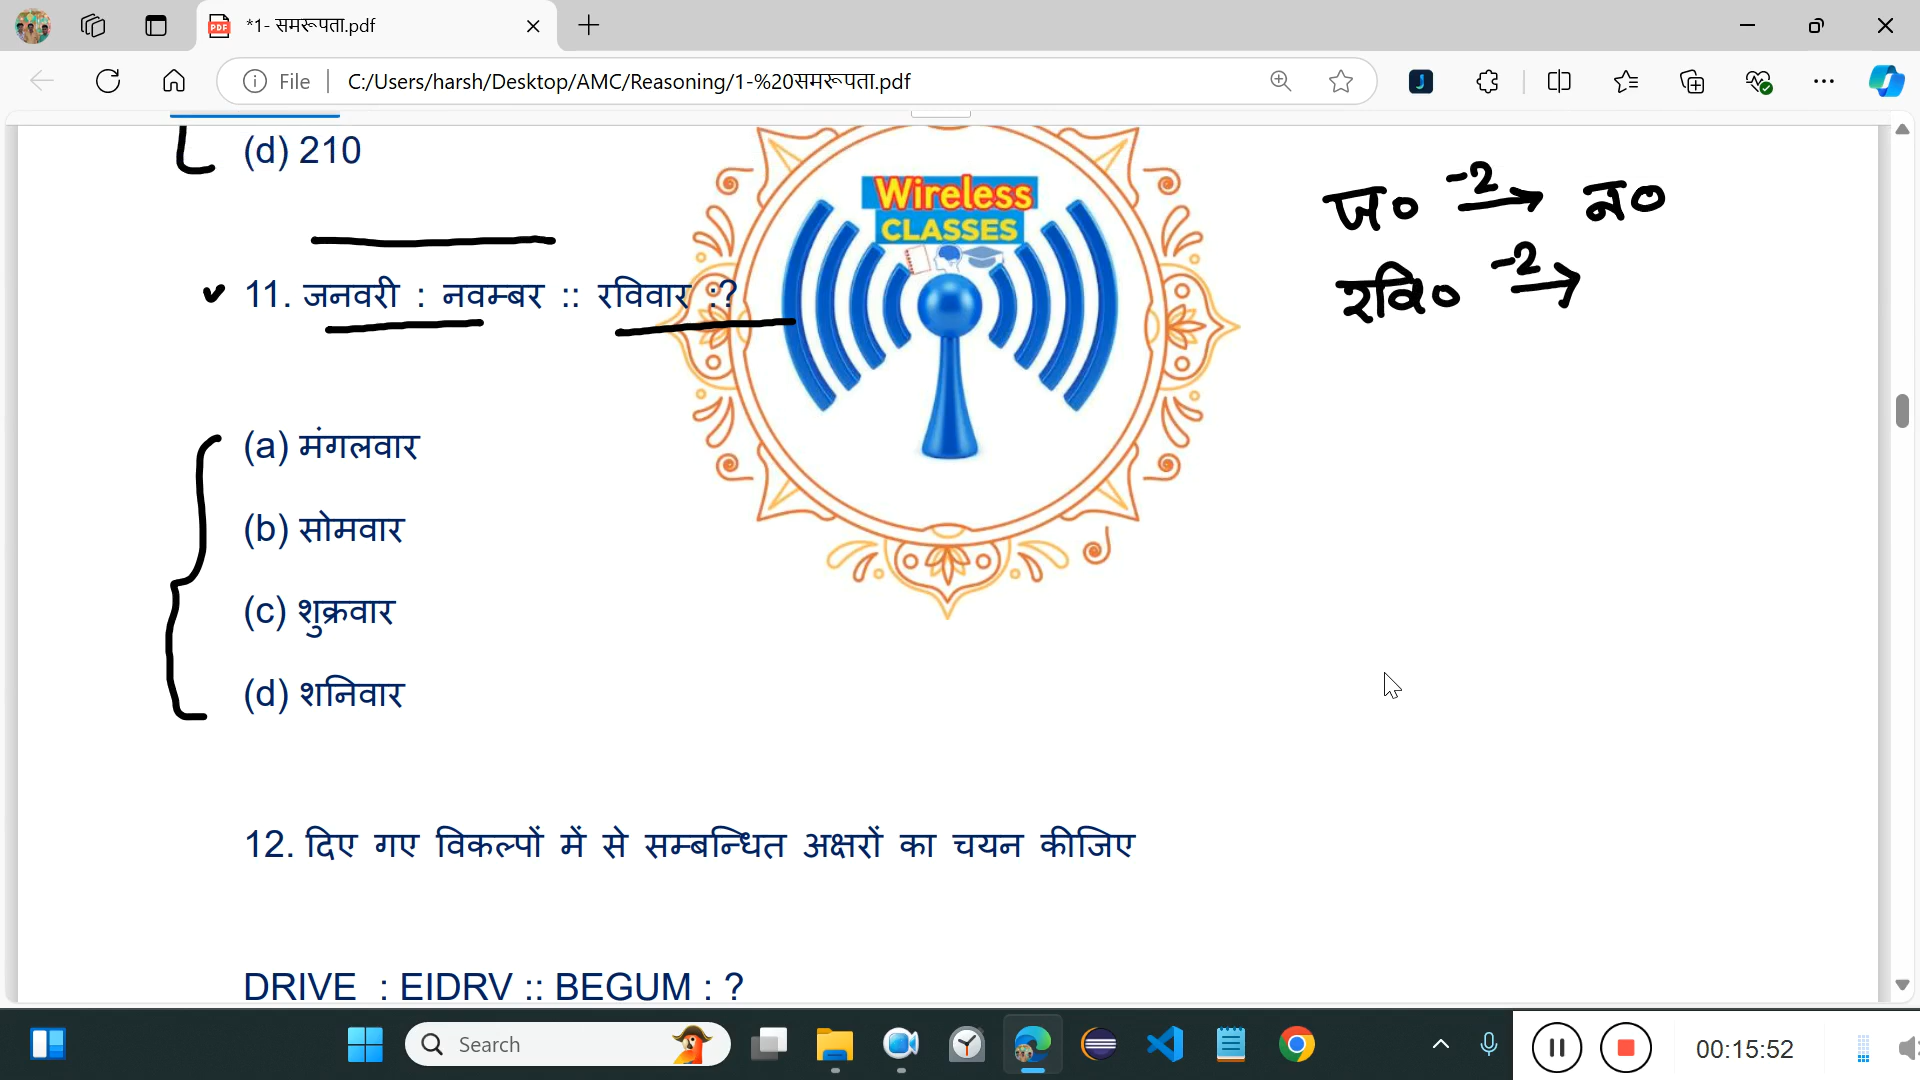 *1- समरूपता.pdf
File
C:/Users/harsh/Desktop/AMC/Reasoning/1-%20समरूपता.pdf
(d) 210
Wireless
CLASSES
ज० -2 न०
रवि० -2
11. जनवरी : नवम्बर :: रविवार :?
(a) मंगलवार
(b) सोमवार
(c) शुक्रवार
(d) शनिवार
12. दिए गए विकल्पों में से सम्बन्धित अक्षरों का चयन कीजिए
DRIVE : EIDRV :: BEGUM : ?
Search
00:15:52